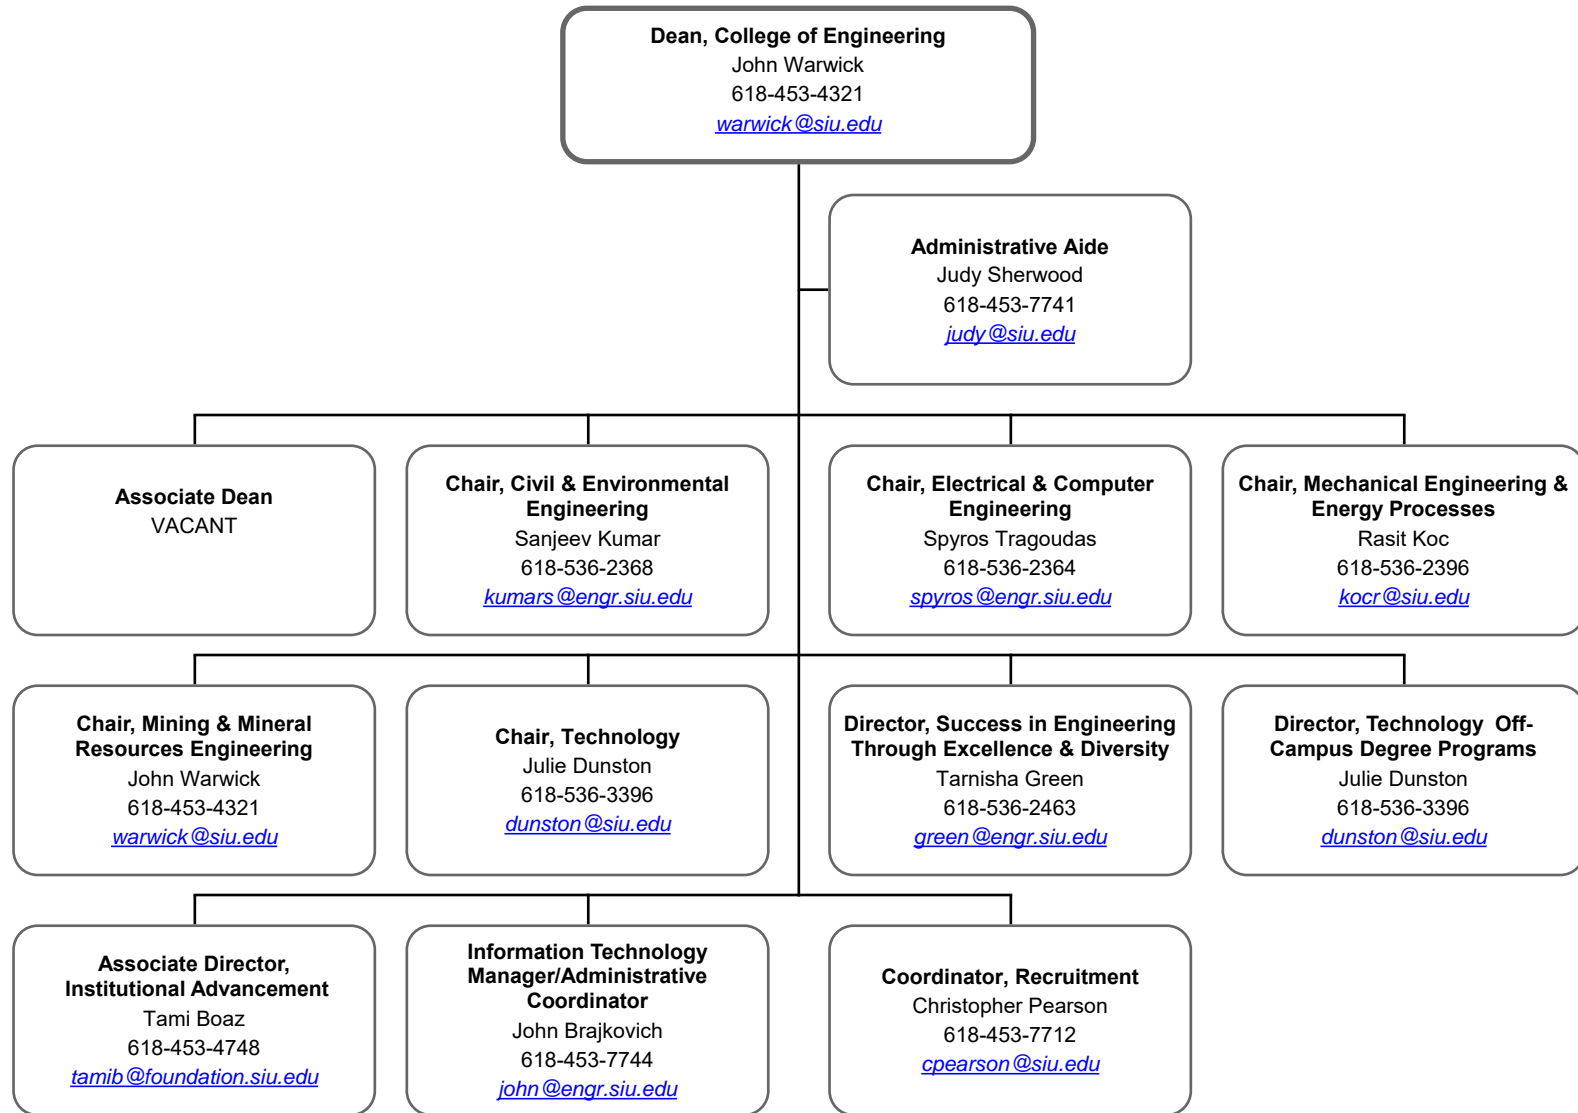 Dean, College of Engineering
John Warwick
618-453-4321
warwick@siu.edu
Administrative Aide
Judy Sherwood
618-453-7741
judy@siu.edu
Associate Dean
VACANT
Chair, Civil & Environmental
Engineering
Sanjeev Kumar
618-536-2368
kumars@engr.siu.edu
Chair, Electrical & Computer
Engineering
Spyros Tragoudas
618-536-2364
spyros@engr.siu.edu
Chair, Mechanical Engineering &
Energy Processes
Rasit Koc
618-536-2396
kocr@siu.edu
Chair, Mining & Mineral
Resources Engineering
John Warwick
618-453-4321
warwick@siu.edu
Chair, Technology
Julie Dunston
618-536-3396
dunston@siu.edu
Director, Success in Engineering
Through Excellence & Diversity
Tarnisha Green
618-536-2463
green@engr.siu.edu
Director, Technology  Off-
Campus Degree Programs
Julie Dunston
618-536-3396
dunston@siu.edu
Associate Director,
Institutional Advancement
Tami Boaz
618-453-4748
tamib@foundation.siu.edu
Information Technology
Manager/Administrative
Coordinator
John Brajkovich
618-453-7744
john@engr.siu.edu
Coordinator, Recruitment
Christopher Pearson
618-453-7712
cpearson@siu.edu